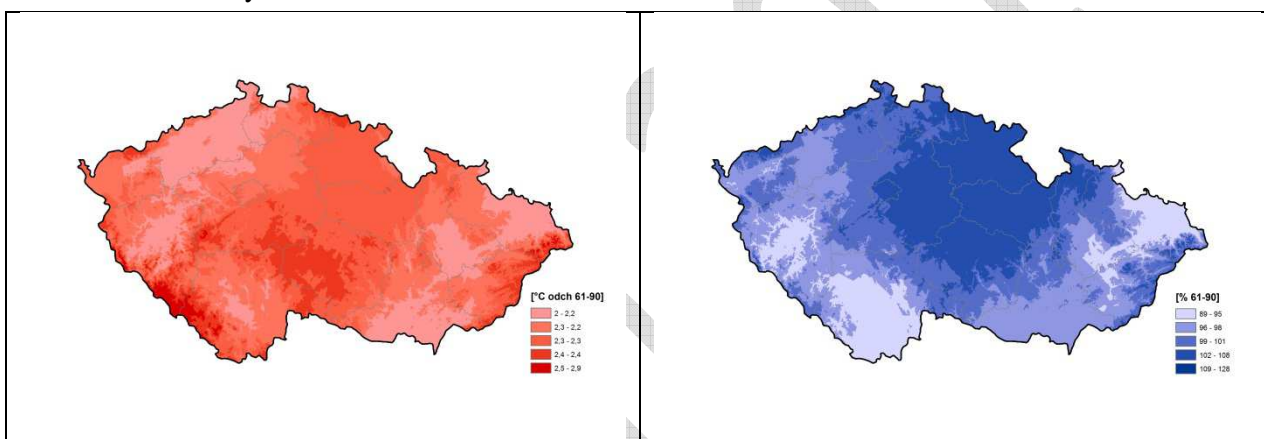 [°C odch 61-90]
2 - 2,2
2,3 - 2,2
2,3 - 2,3
2,4 - 2,4
2,5 - 2,9
[% 61-90]
89 - 95
96 - 98
99 - 101
102 - 108
109 - 128